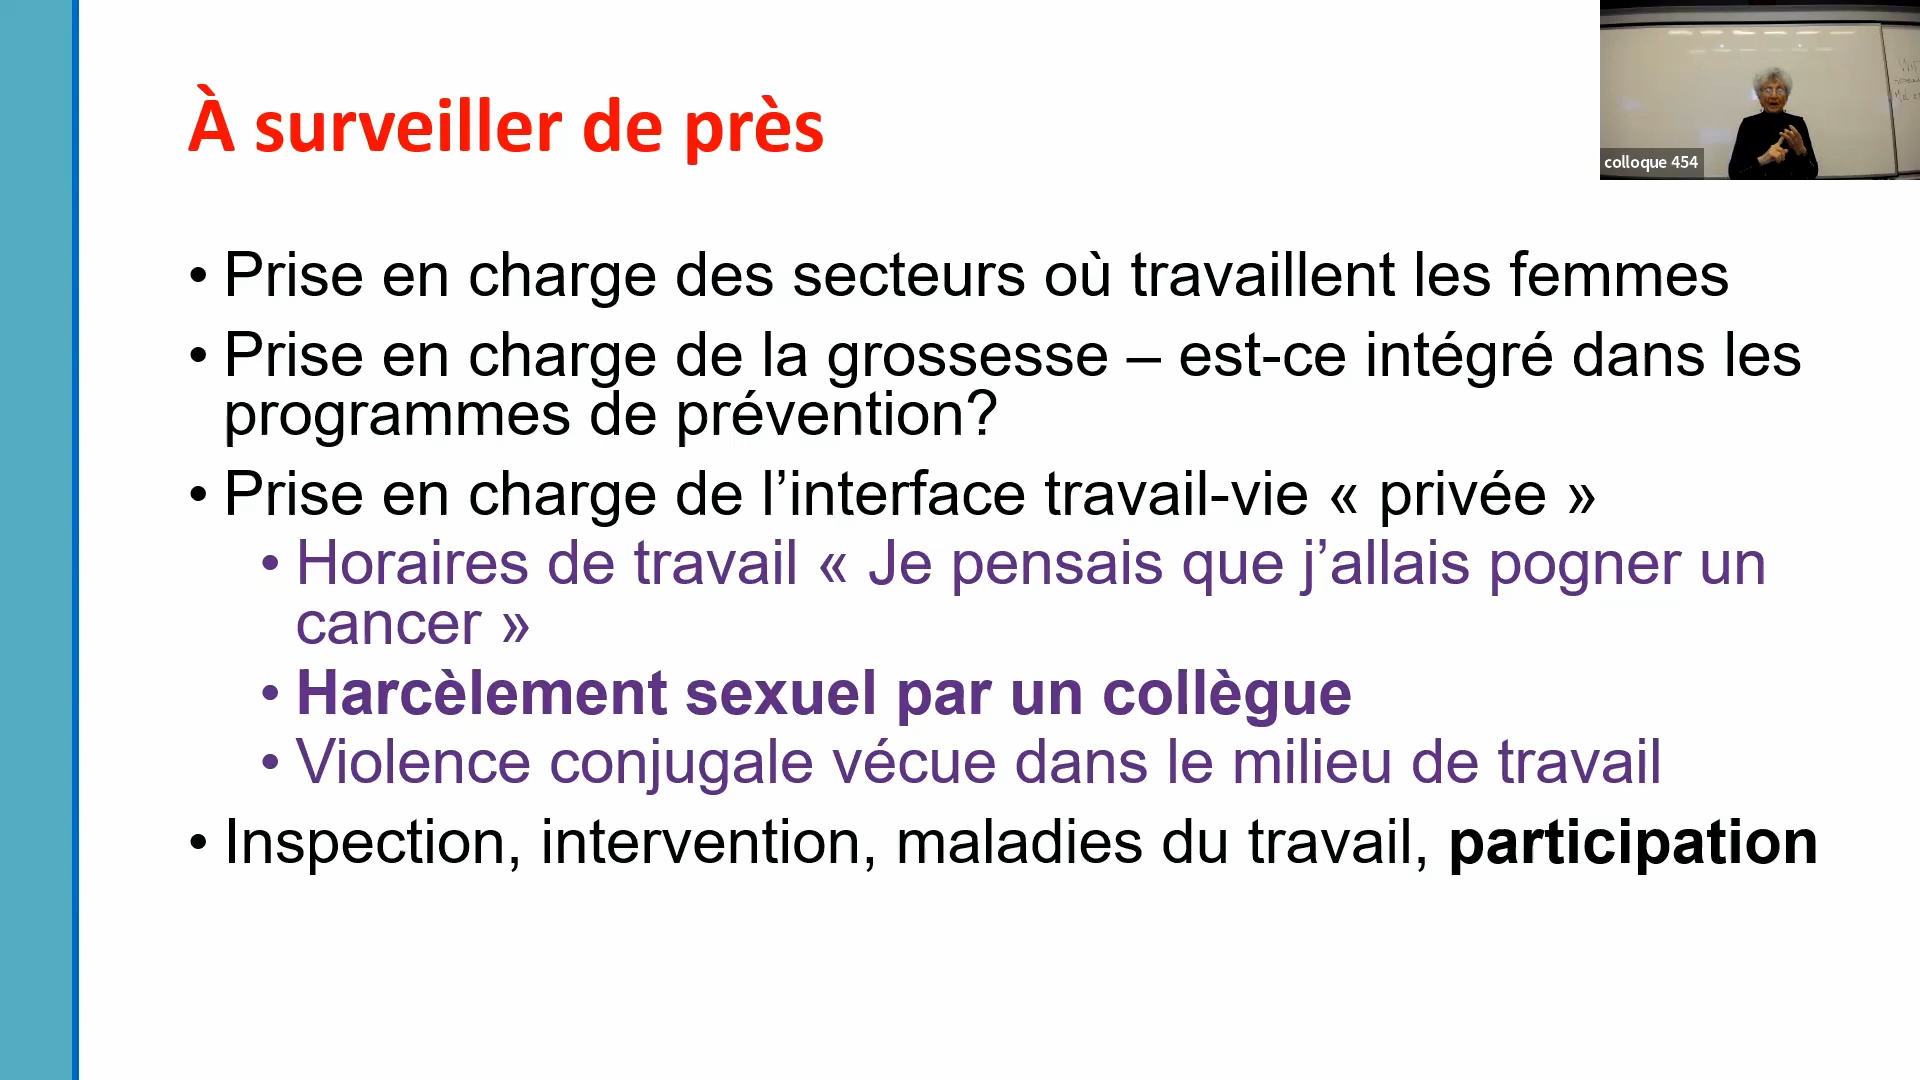 À surveiller de près
colloque 454
• Prise en charge des secteurs où travaillent les femmes
• Prise en charge de la grossesse – est-ce intégré dans les
programmes de prévention?
• Prise en charge de l’interface travail-vie « privée »
• Horaires de travail « Je pensais que j’allais pogner un
cancer »
• Harcèlement sexuel par un collègue
• Violence conjugale vécue dans le milieu de travail
• Inspection, intervention, maladies du travail, participation